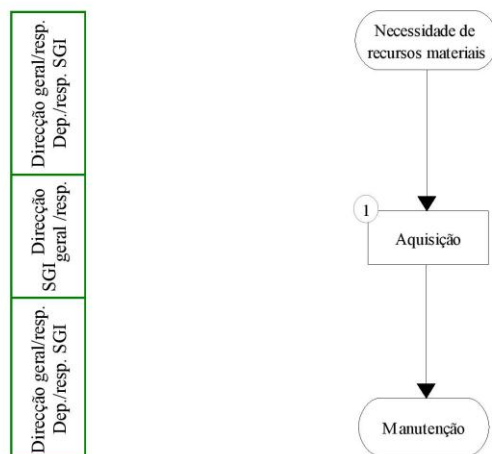 Direcção geral/resp.
Dep./resp. SGI
Necessidade de
recursos materiais
Direcção
SGI geral /resp.
1
Aquisição
Direcção geral/resp.
Dep./resp. SGI
Manutenção